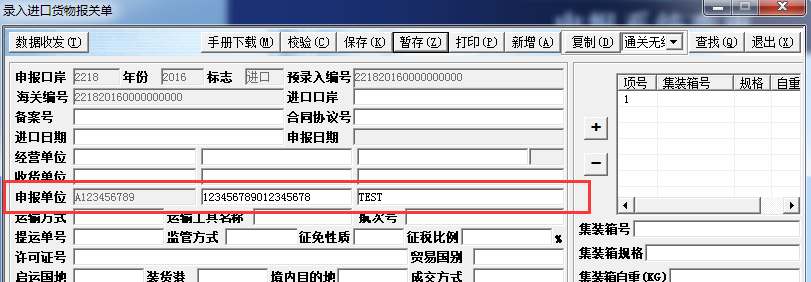 录入进口货物报关单
数据收发(T) 手册下载(M) 校验(C) 保存(K) 暂存(Z) 打印(P) 新增(A) 复制(D) 通关无纸 查找(Q) 退出(X)
申报口岸 2218 年份 2016 标志 进口 预录入编号 221820160000000000
海关编号 221820160000000000 进口口岸
备案号 合同协议号
进口日期 申报日期
经营单位
收货单位
申报单位 A123456789 123456789012345678 TEST
运输方式 运输工具名称 航次号
提运单号 监管方式 征免性质 征税比例 %
许可证号 贸易国别
启运国地 装货港 境内目的地 成交方式
项号 集装箱号 规格 自重
1
+
−
集装箱号
集装箱规格
集装箱自重(KG)